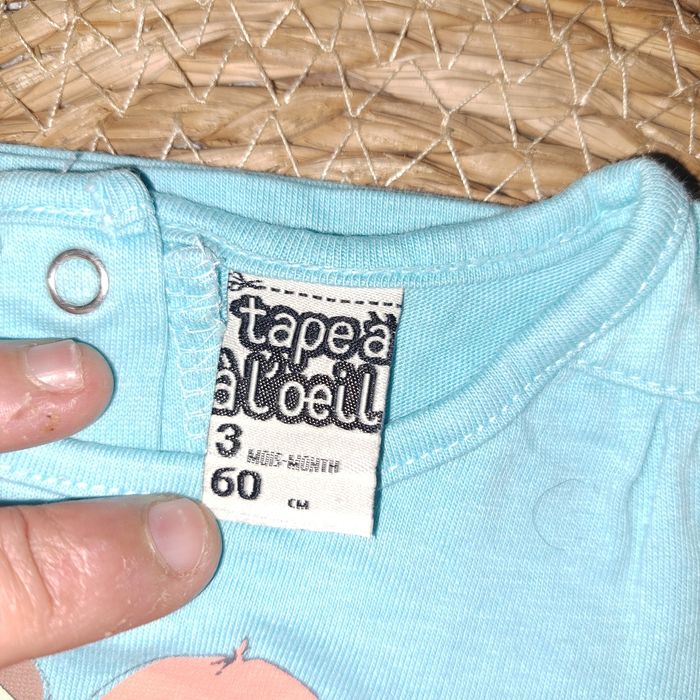 tape à
à l'oeil
3 MOIS-MONTH
60 CM